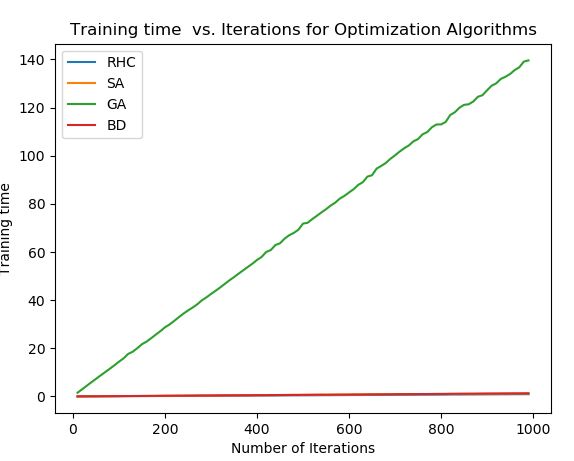 Training time  vs. Iterations for Optimization Algorithms
RHC
SA
GA
BD
140
120
100
80
60
40
20
0
Training time
0
200
400
600
800
1000
Number of Iterations